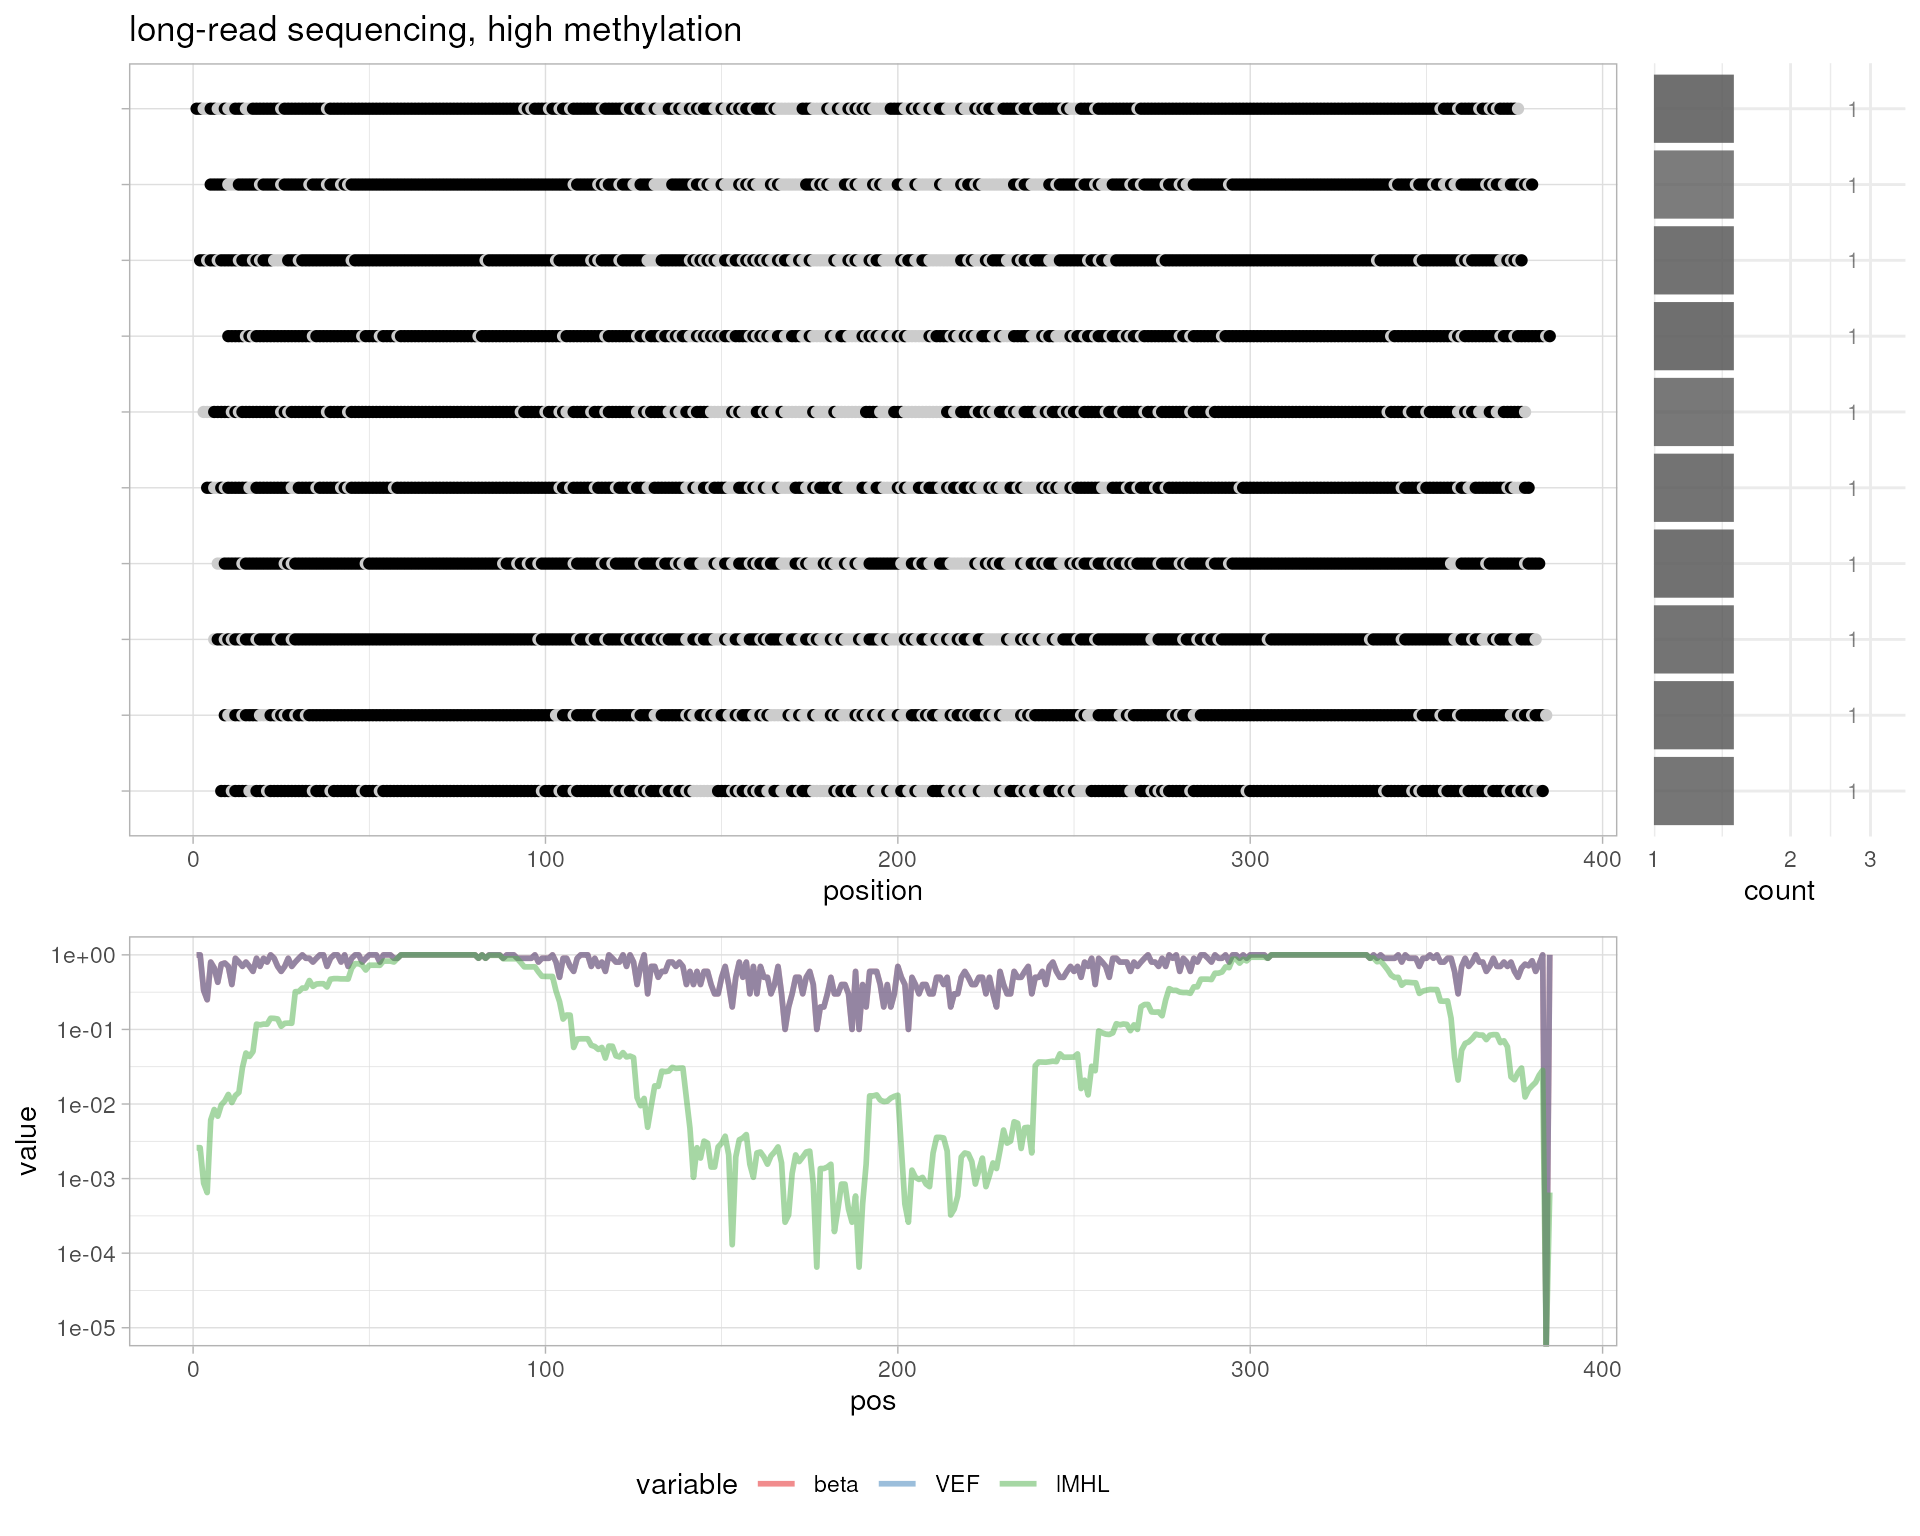 long-read sequencing, high methylation
1
1
1
1
1
1
1
1
1
1
0 100 200 300 400
position
1 2 3
count
1e+00
1e-01
1e-02
1e-03
1e-04
1e-05
value
0 100 200 300 400
pos
variable beta VEF lMHL